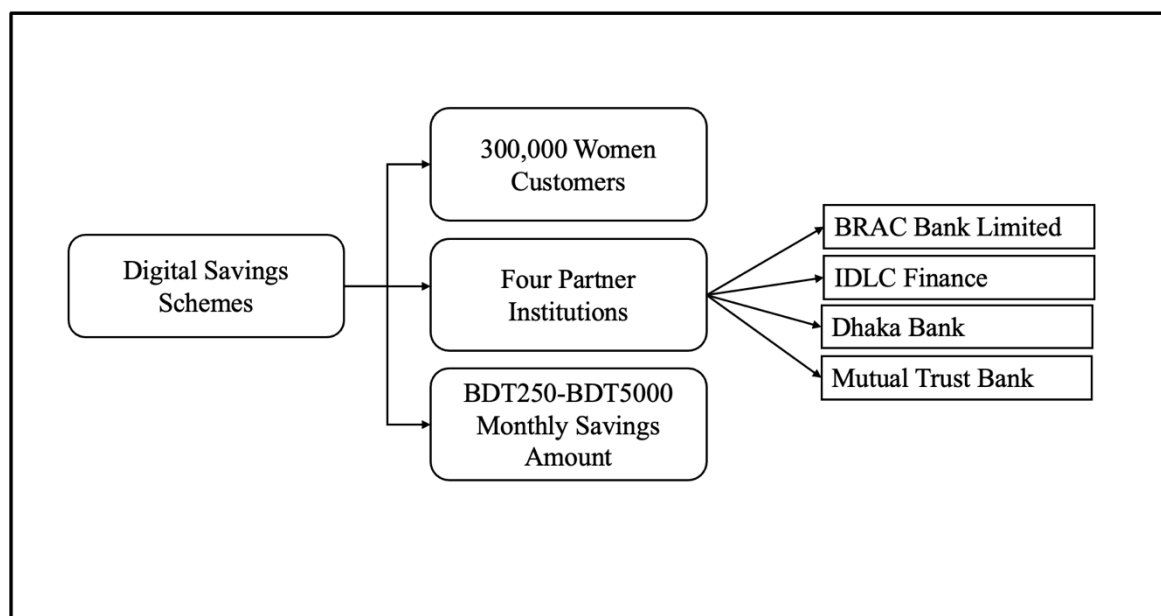 300,000 Women
Customers
Digital Savings
Schemes
Four Partner
Institutions
BDT250-BDT5000
Monthly Savings
Amount
BRAC Bank Limited
IDLC Finance
Dhaka Bank
Mutual Trust Bank